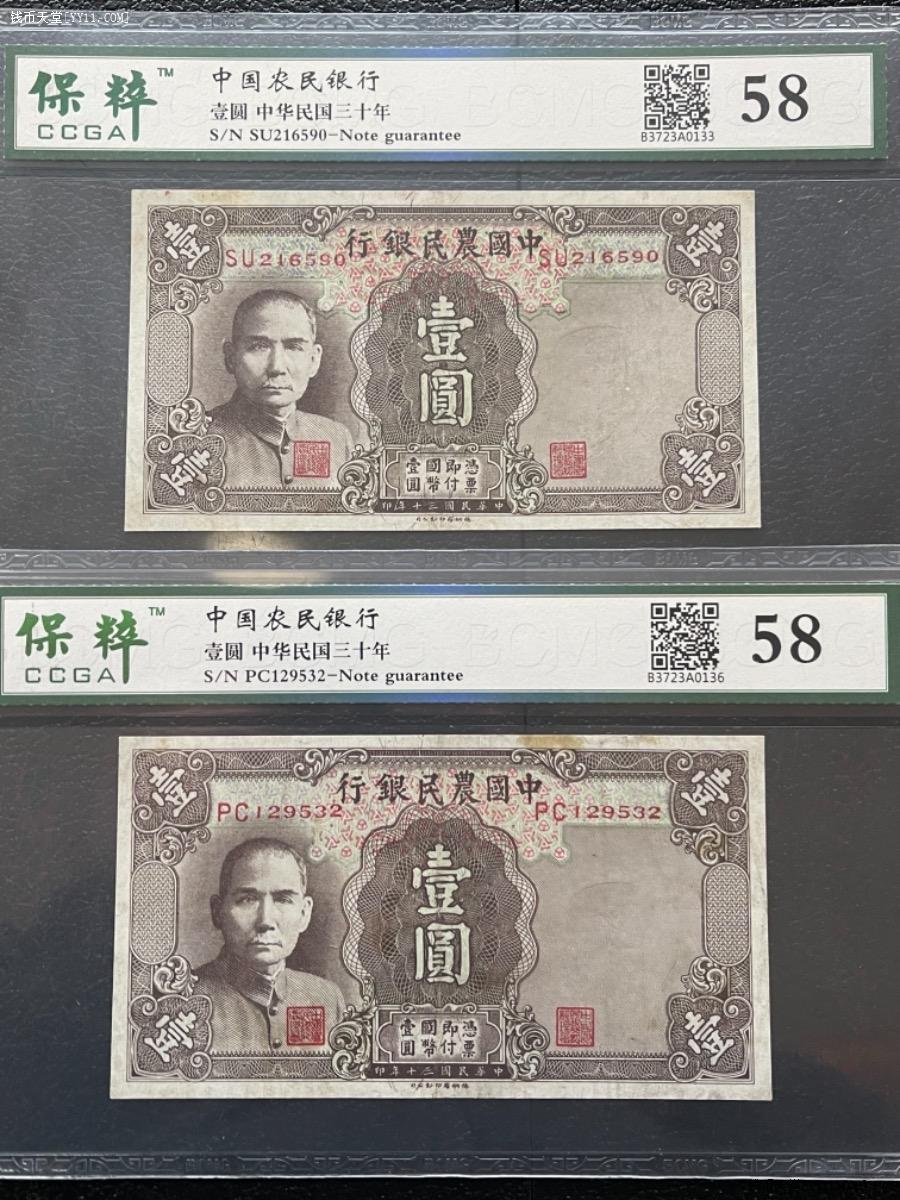 钱币天堂[YY11.COM]
保粹™
CCGA
中国农民银行
壹圆 中华民国三十年
S/N SU216590-Note guarantee
B3723A0133
58
壹
壹
行銀民農國中
SU216590
SU216590
壹圓
壹國即憑
圓幣付票
壹
壹
印年十三國民華中
保粹™
CCGA
中国农民银行
壹圆 中华民国三十年
S/N PC129532-Note guarantee
B3723A0136
58
壹
壹
行銀民農國中
PC129532
PC129532
壹圓
壹國即憑
圓幣付票
壹
壹
印年十三國民華中